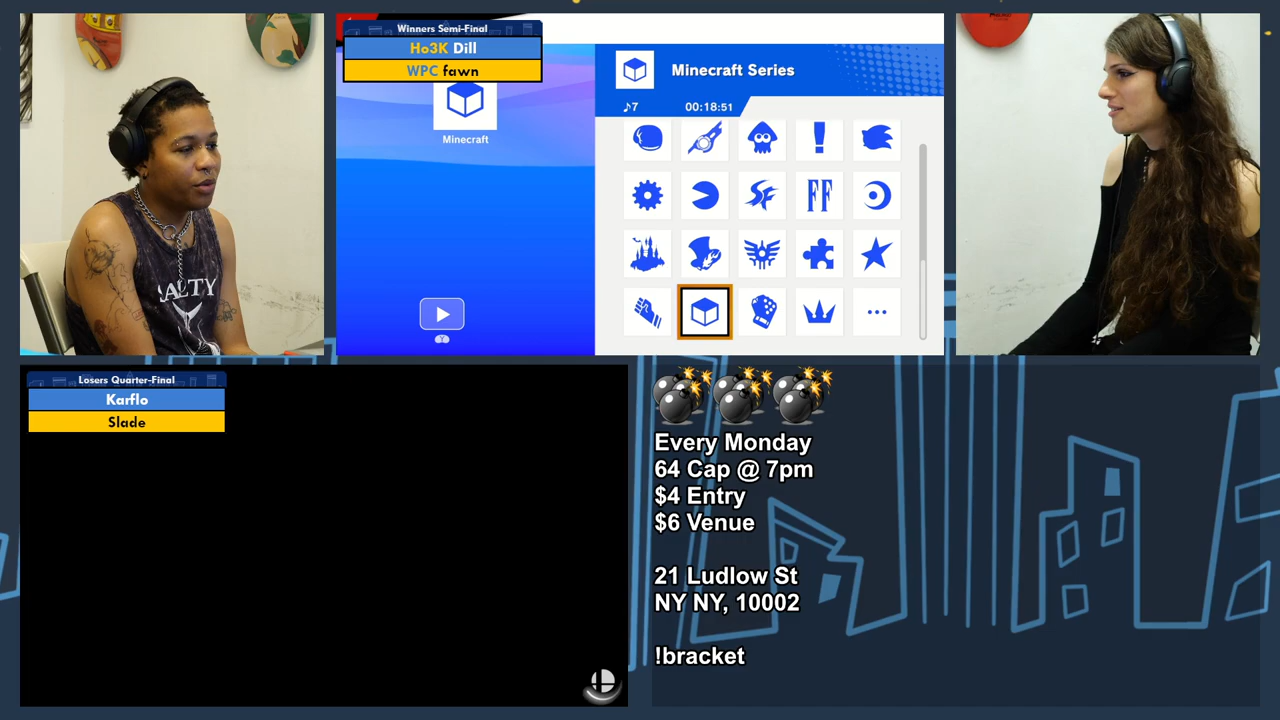 Winners Semi-Final
Ho3K Dill
WPC fawn
Minecraft
Minecraft Series
♪7 00:18:51
FF
...
Losers Quarter-Final
Karflo
Slade
Every Monday
64 Cap @ 7pm
$4 Entry
$6 Venue
21 Ludlow St
NY NY, 10002
!bracket